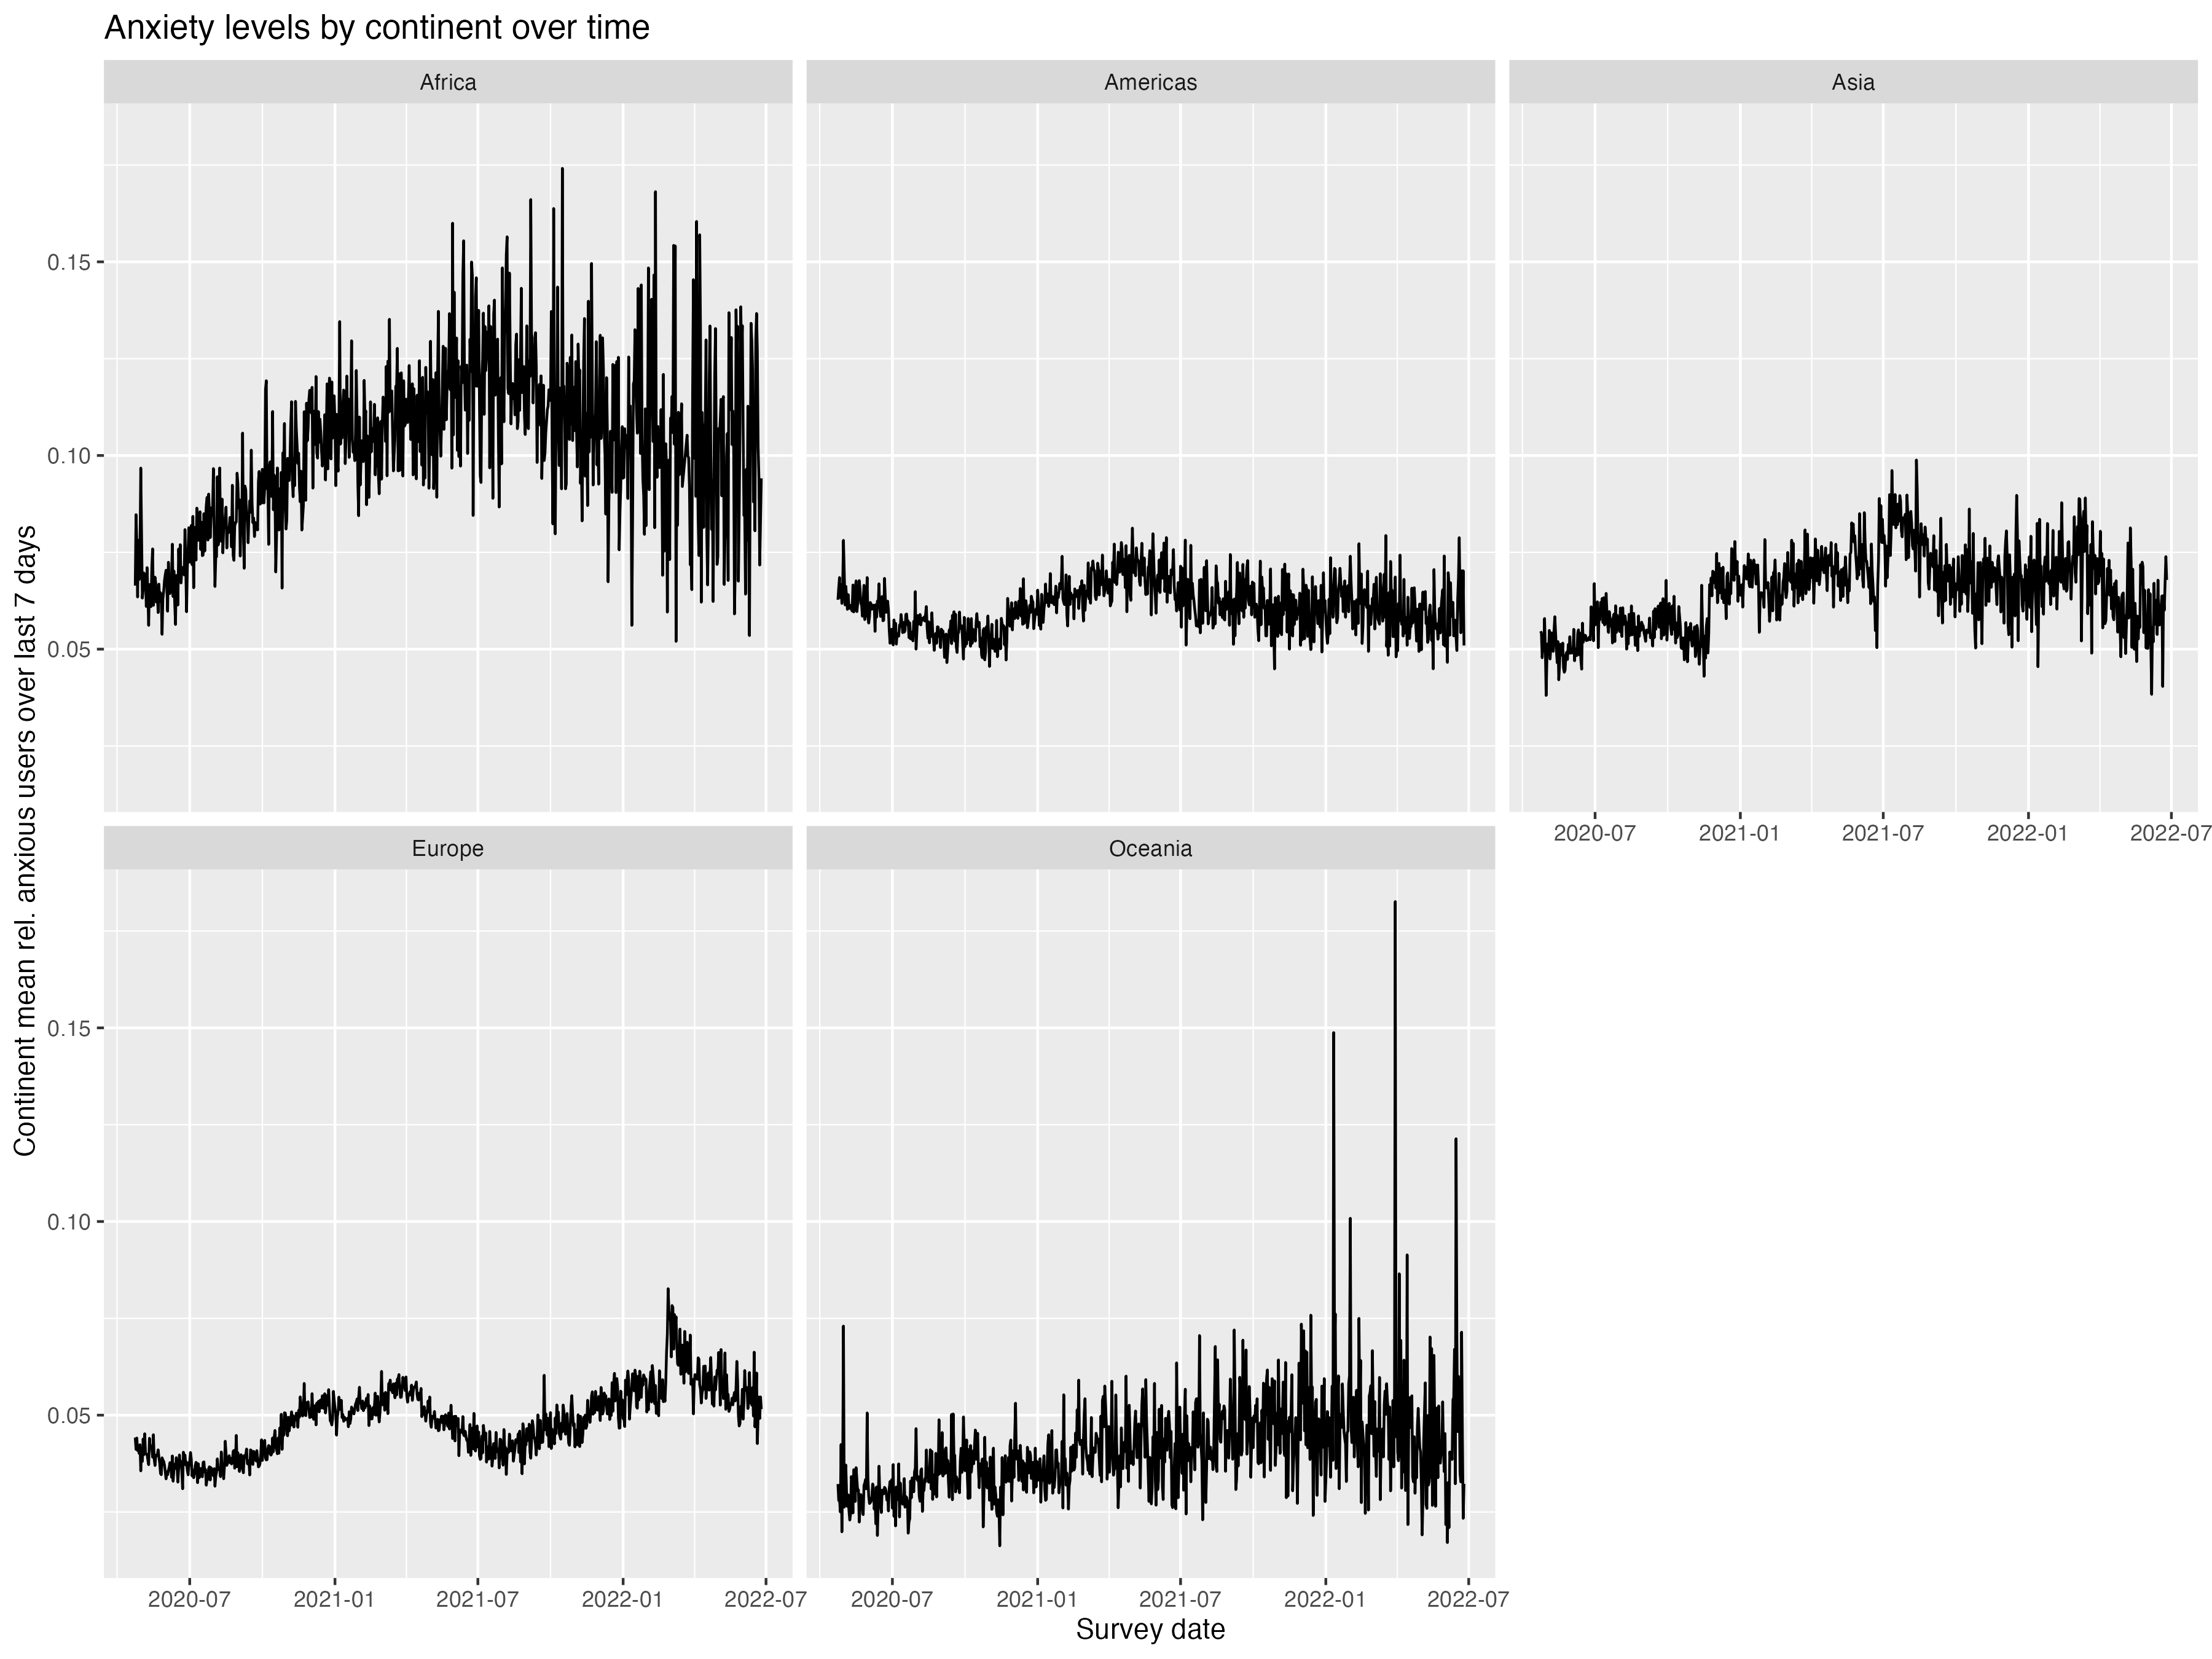 Anxiety levels by continent over time
Africa
Americas
Asia
Continent mean rel. anxious users over last 7 days
0.15
0.10
0.05
2020-07 2021-01 2021-07 2022-01 2022-07
Europe
Oceania
0.15
0.10
0.05
2020-07 2021-01 2021-07 2022-01 2022-07
2020-07 2021-01 2021-07 2022-01 2022-07
Survey date